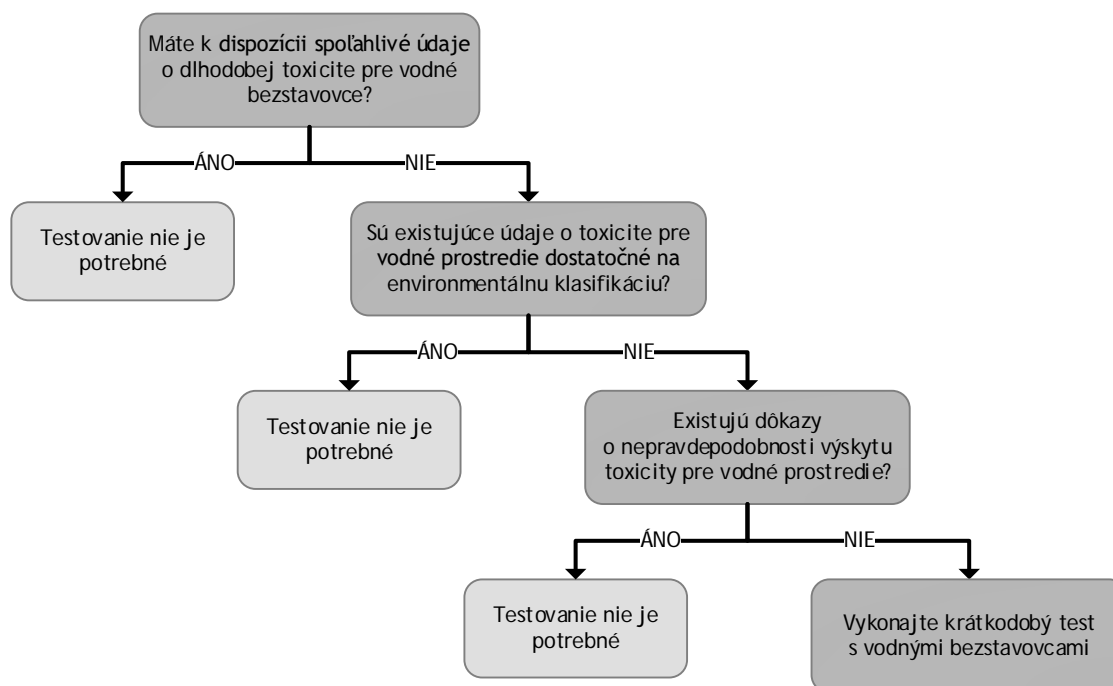 Máte k dispozícii spoľahlivé údaje
o dlhodobej toxicite pre vodné
bezstavovce?
ÁNO
NIE
Testovanie nie je
potrebné
Sú existujúce údaje o toxicite pre
vodné prostredie dostatočné na
environmentálnu klasifikáciu?
ÁNO
NIE
Testovanie nie je
potrebné
Existujú dôkazy
o nepravdepodobnosti výskytu
toxicity pre vodné prostredie?
ÁNO
NIE
Testovanie nie je
potrebné
Vykonajte krátkodobý test
s vodnými bezstavovcami